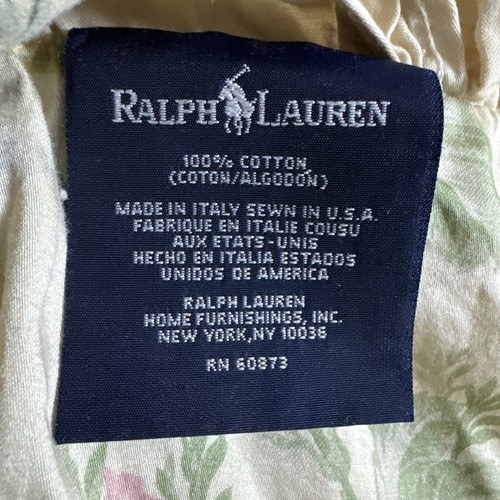 RALPH LAUREN
100% COTTON
(COTON/ALGODON)
MADE IN ITALY SEWN IN U.S.A.
FABRIQUE EN ITALIE COUSU
AUX ETATS-UNIS
HECHO EN ITALIA ESTADOS
UNIDOS DE AMERICA
RALPH LAUREN
HOME FURNISHINGS, INC.
NEW YORK,NY 10036
RN 60873